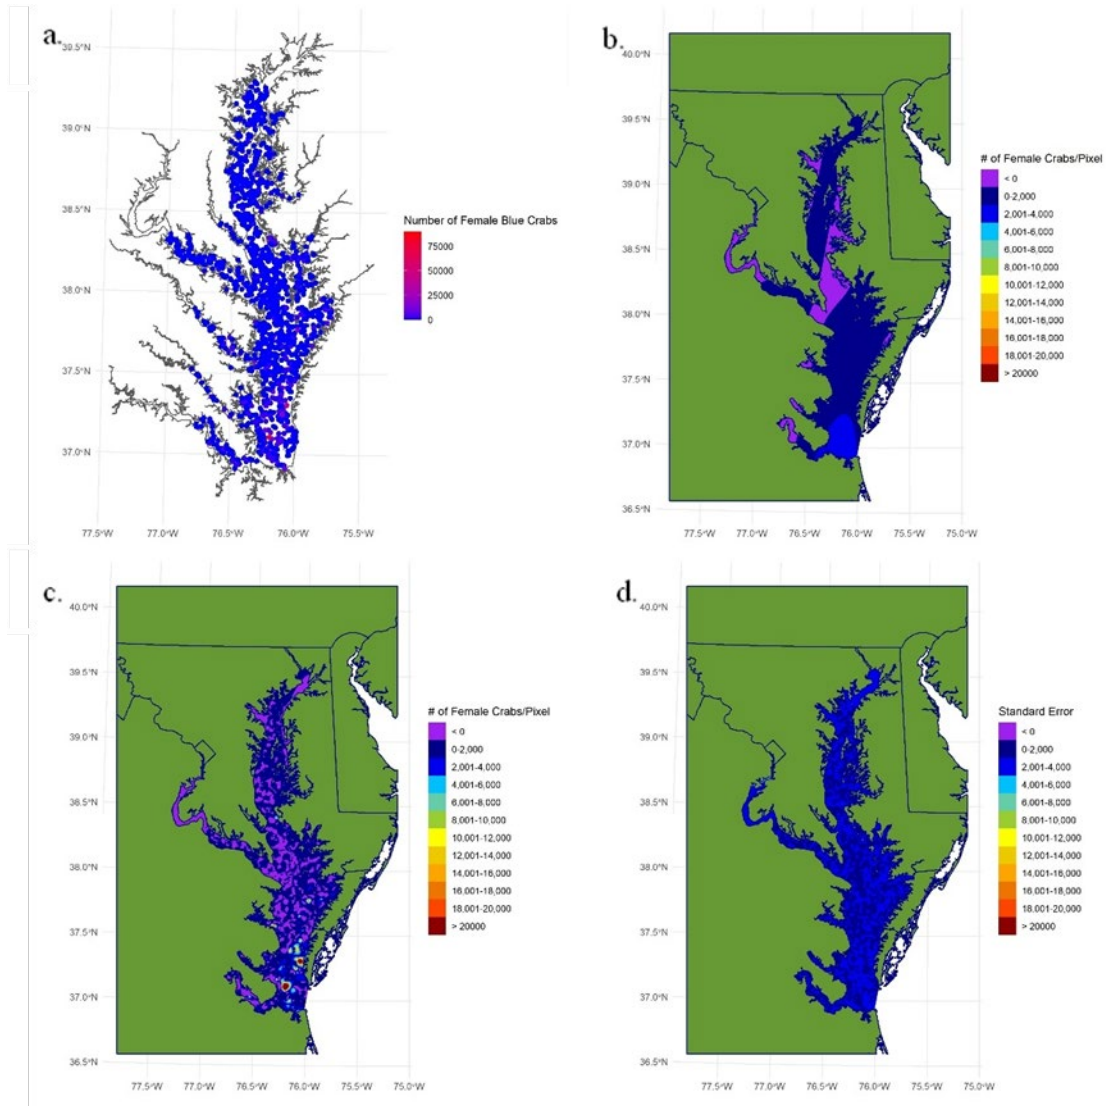 a.
39.5°N
39.0°N
38.5°N
38.0°N
37.5°N
37.0°N
77.5°W 77.0°W 76.5°W 76.0°W 75.5°W
Number of Female Blue Crabs
75000
50000
25000
0
b.
40.0°N
39.5°N
39.0°N
38.5°N
38.0°N
37.5°N
37.0°N
36.5°N
77.5°W 77.0°W 76.5°W 76.0°W 75.5°W 75.0°W
# of Female Crabs/Pixel
< 0
0-2,000
2,001-4,000
4,001-6,000
6,001-8,000
8,001-10,000
10,001-12,000
12,001-14,000
14,001-16,000
16,001-18,000
18,001-20,000
> 20000
c.
40.0°N
39.5°N
39.0°N
38.5°N
38.0°N
37.5°N
37.0°N
36.5°N
77.5°W 77.0°W 76.5°W 76.0°W 75.5°W 75.0°W
# of Female Crabs/Pixel
< 0
0-2,000
2,001-4,000
4,001-6,000
6,001-8,000
8,001-10,000
10,001-12,000
12,001-14,000
14,001-16,000
16,001-18,000
18,001-20,000
> 20000
d.
40.0°N
39.5°N
39.0°N
38.5°N
38.0°N
37.5°N
37.0°N
36.5°N
77.5°W 77.0°W 76.5°W 76.0°W 75.5°W 75.0°W
Standard Error
< 0
0-2,000
2,001-4,000
4,001-6,000
6,001-8,000
8,001-10,000
10,001-12,000
12,001-14,000
14,001-16,000
16,001-18,000
18,001-20,000
> 20000